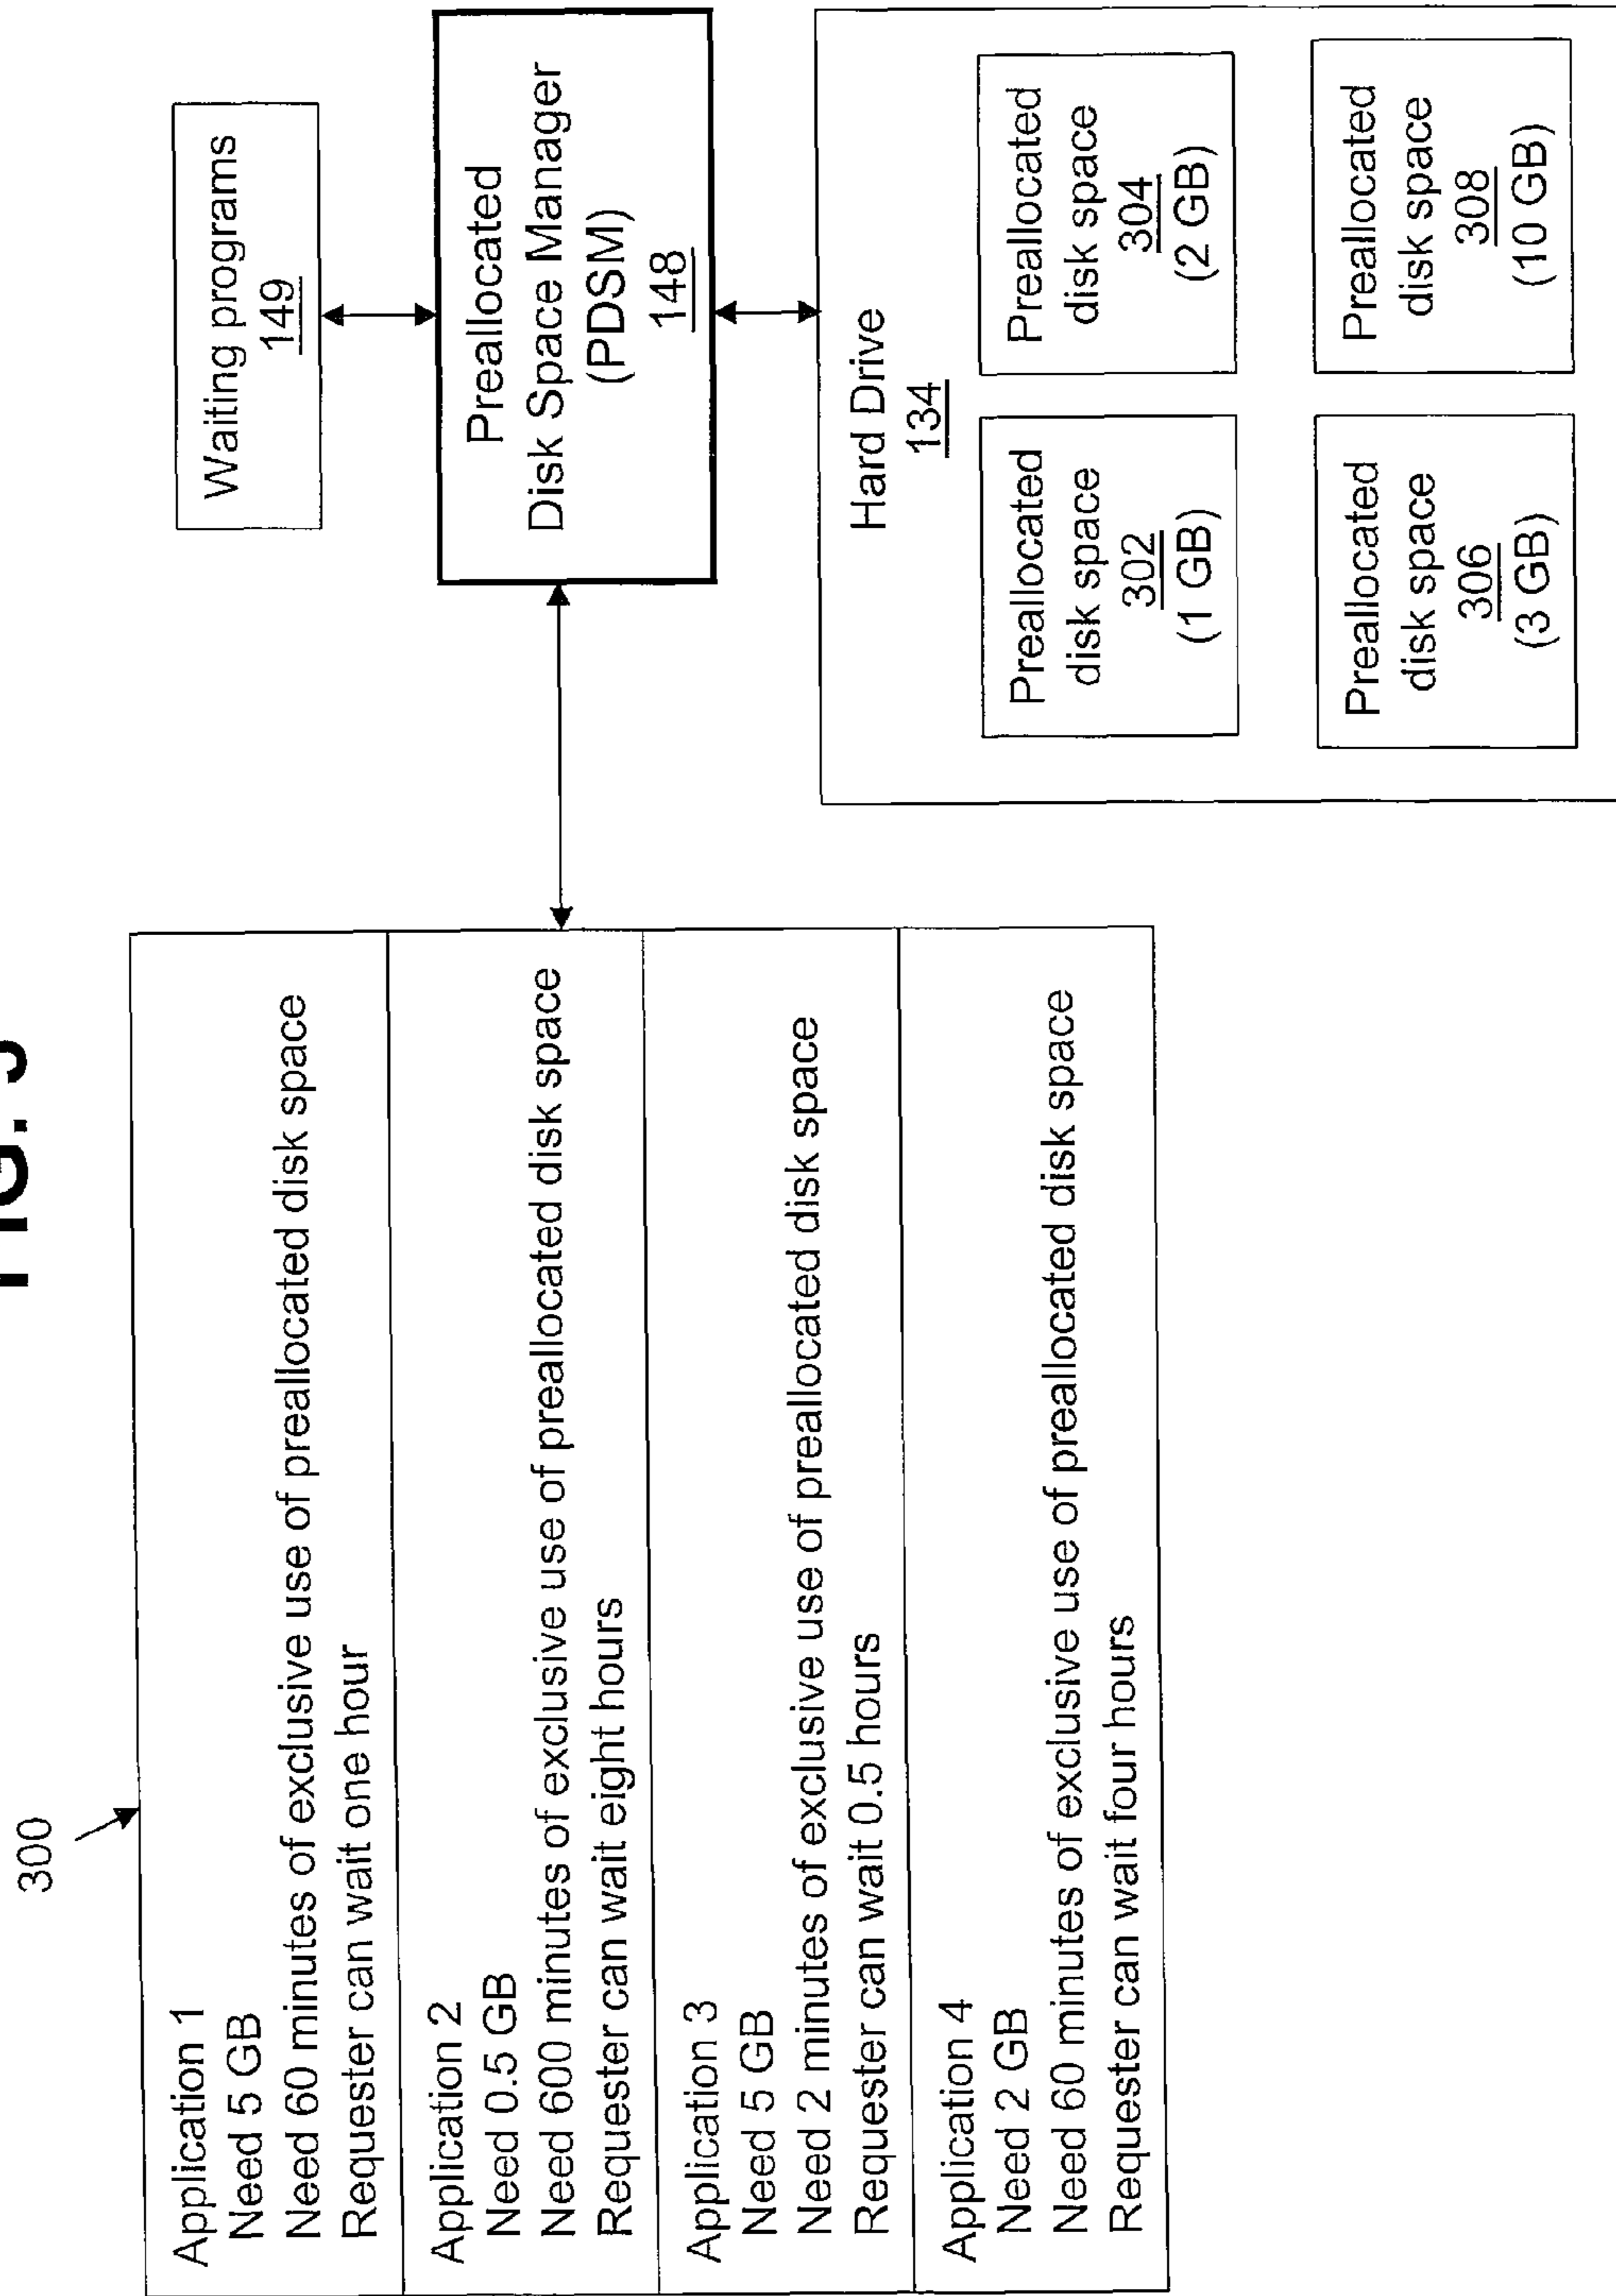 FIG. 3
300
Application 1
Need 5 GB
Need 60 minutes of exclusive use of preallocated disk space
Requester can wait one hour
Application 2
Need 0.5 GB
Need 600 minutes of exclusive use of preallocated disk space
Requester can wait eight hours
Application 3
Need 5 GB
Need 2 minutes of exclusive use of preallocated disk space
Requester can wait 0.5 hours
Application 4
Need 2 GB
Need 60 minutes of exclusive use of preallocated disk space
Requester can wait four hours
Waiting programs
149
Preallocated
Disk Space Manager
(PDSM)
148
Hard Drive
134
Preallocated
disk space
302
(1 GB)
Preallocated
disk space
304
(2 GB)
Preallocated
disk space
306
(3 GB)
Preallocated
disk space
308
(10 GB)